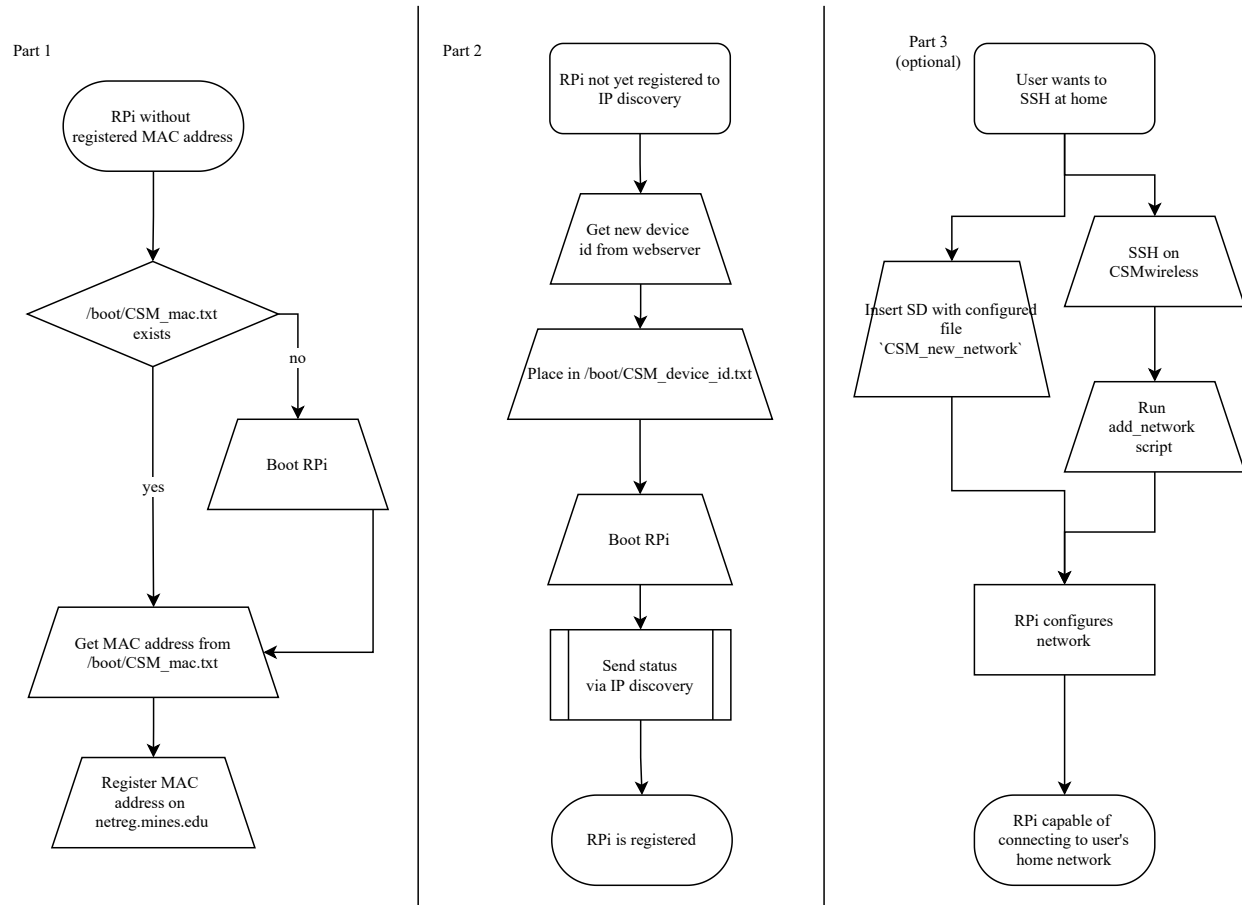 Part 1
RPi without
registered MAC address
/boot/CSM_mac.txt
exists
no
yes
Boot RPi
Get MAC address from
/boot/CSM_mac.txt
Register MAC
address on
netreg.mines.edu
Part 2
RPi not yet registered to
IP discovery
Get new device
id from webserver
Place in /boot/CSM_device_id.txt
Boot RPi
Send status
via IP discovery
RPi is registered
Part 3
(optional)
User wants to
SSH at home
Insert SD with configured
file
`CSM_new_network`
SSH on
CSMwireless
Run
add_network
script
RPi configures
network
RPi capable of
connecting to user's
home network